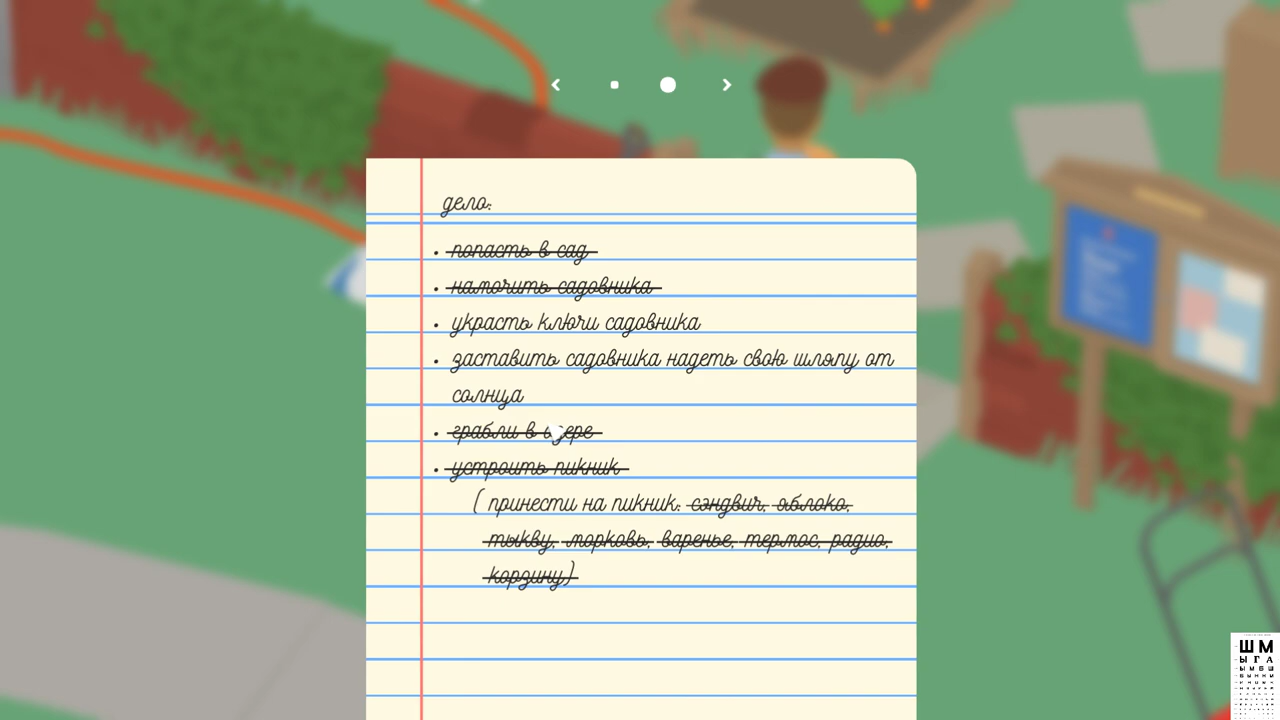 дело:
• попасть в сад
• намочить садовника
• украсть ключи садовника
• заставить садовника надеть свою шляпу от
солнца
• грабли в озере
• устроить пикник
( принести на пикник: сэндвич, яблоко,
тыкву, морковь, варенье, термос, радио,
корзину)
Ш М
Ы Г А
Ы М Б Ш